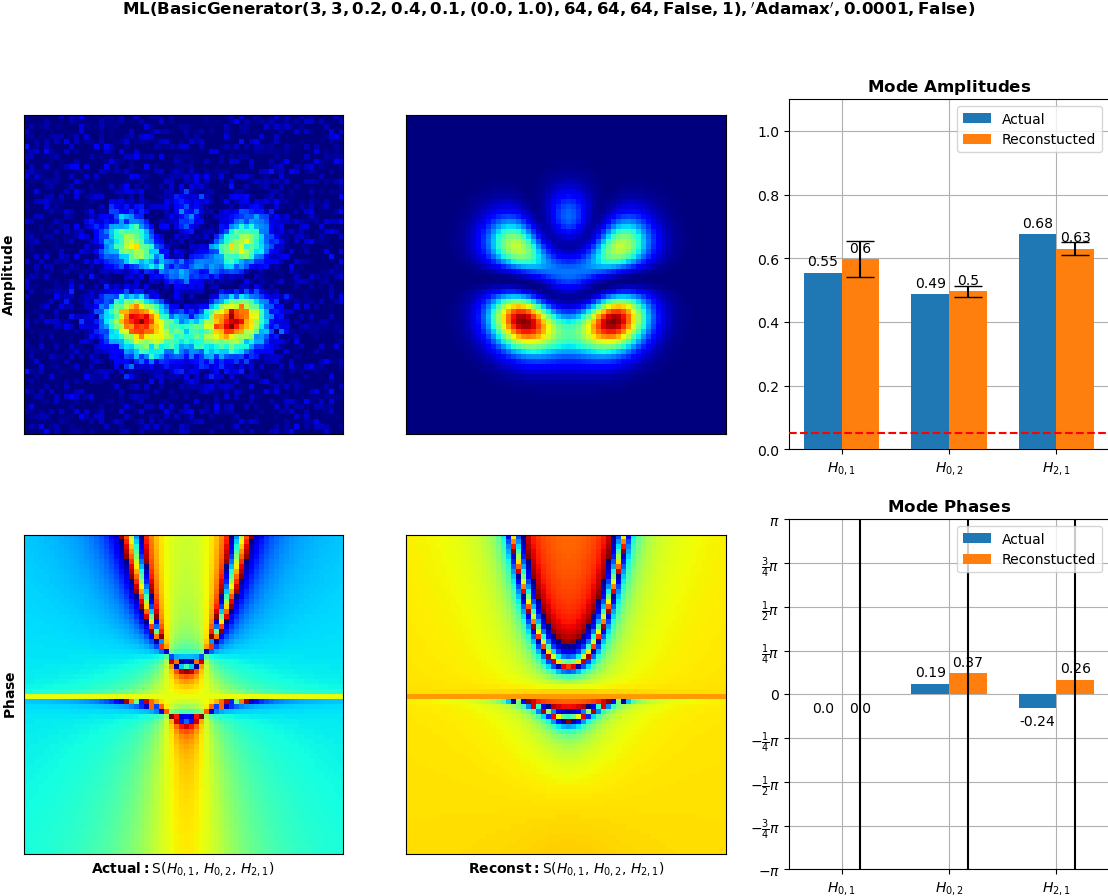 ML(BasicGenerator(3, 3, 0.2, 0.4, 0.1, (0.0, 1.0), 64, 64, 64, False, 1), ′Adamax′, 0.0001, False)
Amplitude
Mode Amplitudes
Actual
Reconstucted
1.0
0.8
0.6
0.4
0.2
0.0
0.55
0.6
0.49
0.5
0.68
0.63
H0,1
H0,2
H2,1
Phase
Actual: S(H0,1, H0,2, H2,1)
Reconst: S(H0,1, H0,2, H2,1)
Mode Phases
Actual
Reconstucted
π
3/4π
1/2π
1/4π
0
−1/4π
−1/2π
−3/4π
−π
0.0
0.0
0.19
0.37
-0.24
0.26
H0,1
H0,2
H2,1